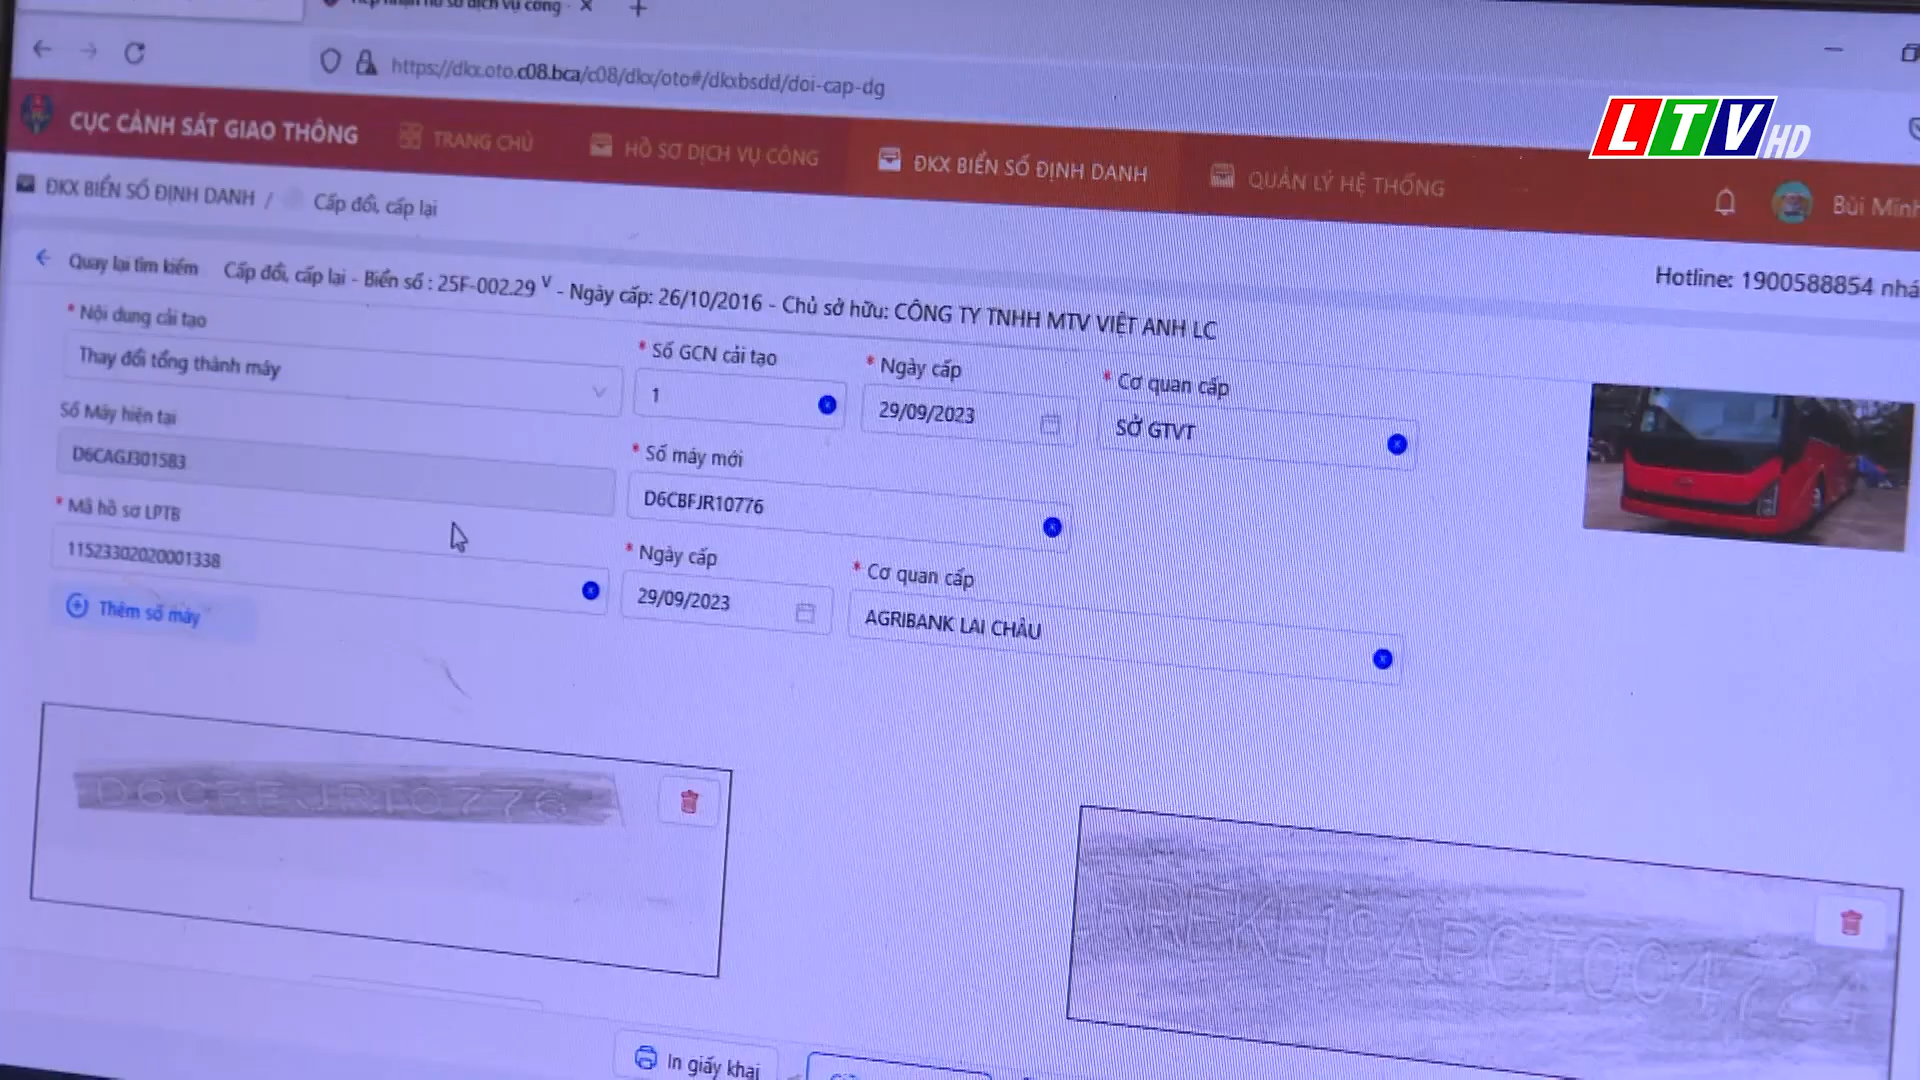 https://dkx.oto.c08.bca/c08/dkx/oto#/dkxbsdd/doi-cap-dg
LTV HD
CỤC CẢNH SÁT GIAO THÔNG
TRANG CHỦ
HỒ SƠ DỊCH VỤ CÔNG
ĐKX BIỂN SỐ ĐỊNH DANH
QUẢN LÝ HỆ THỐNG
Bùi Minh
ĐKX BIỂN SỐ ĐỊNH DANH / Cấp đổi, cấp lại
Hotline: 1900588854 nhá
Quay lại tìm kiếm
Cấp đổi, cấp lại - Biển số : 25F-002.29 V - Ngày cấp: 26/10/2016 - Chủ sở hữu: CÔNG TY TNHH MTV VIỆT ANH LC
* Nội dung cải tạo
* Số GCN cải tạo
* Ngày cấp
* Cơ quan cấp
Thay đổi tổng thành máy
1
29/09/2023
SỞ GTVT
Số Máy hiện tại
* Số máy mới
D6CAGJ301583
D6CBFJR10776
* Mã hồ sơ LPTB
* Ngày cấp
* Cơ quan cấp
11523302020001338
29/09/2023
AGRIBANK LAI CHÂU
Thêm số máy
D6CBFJR10776
In giấy khai